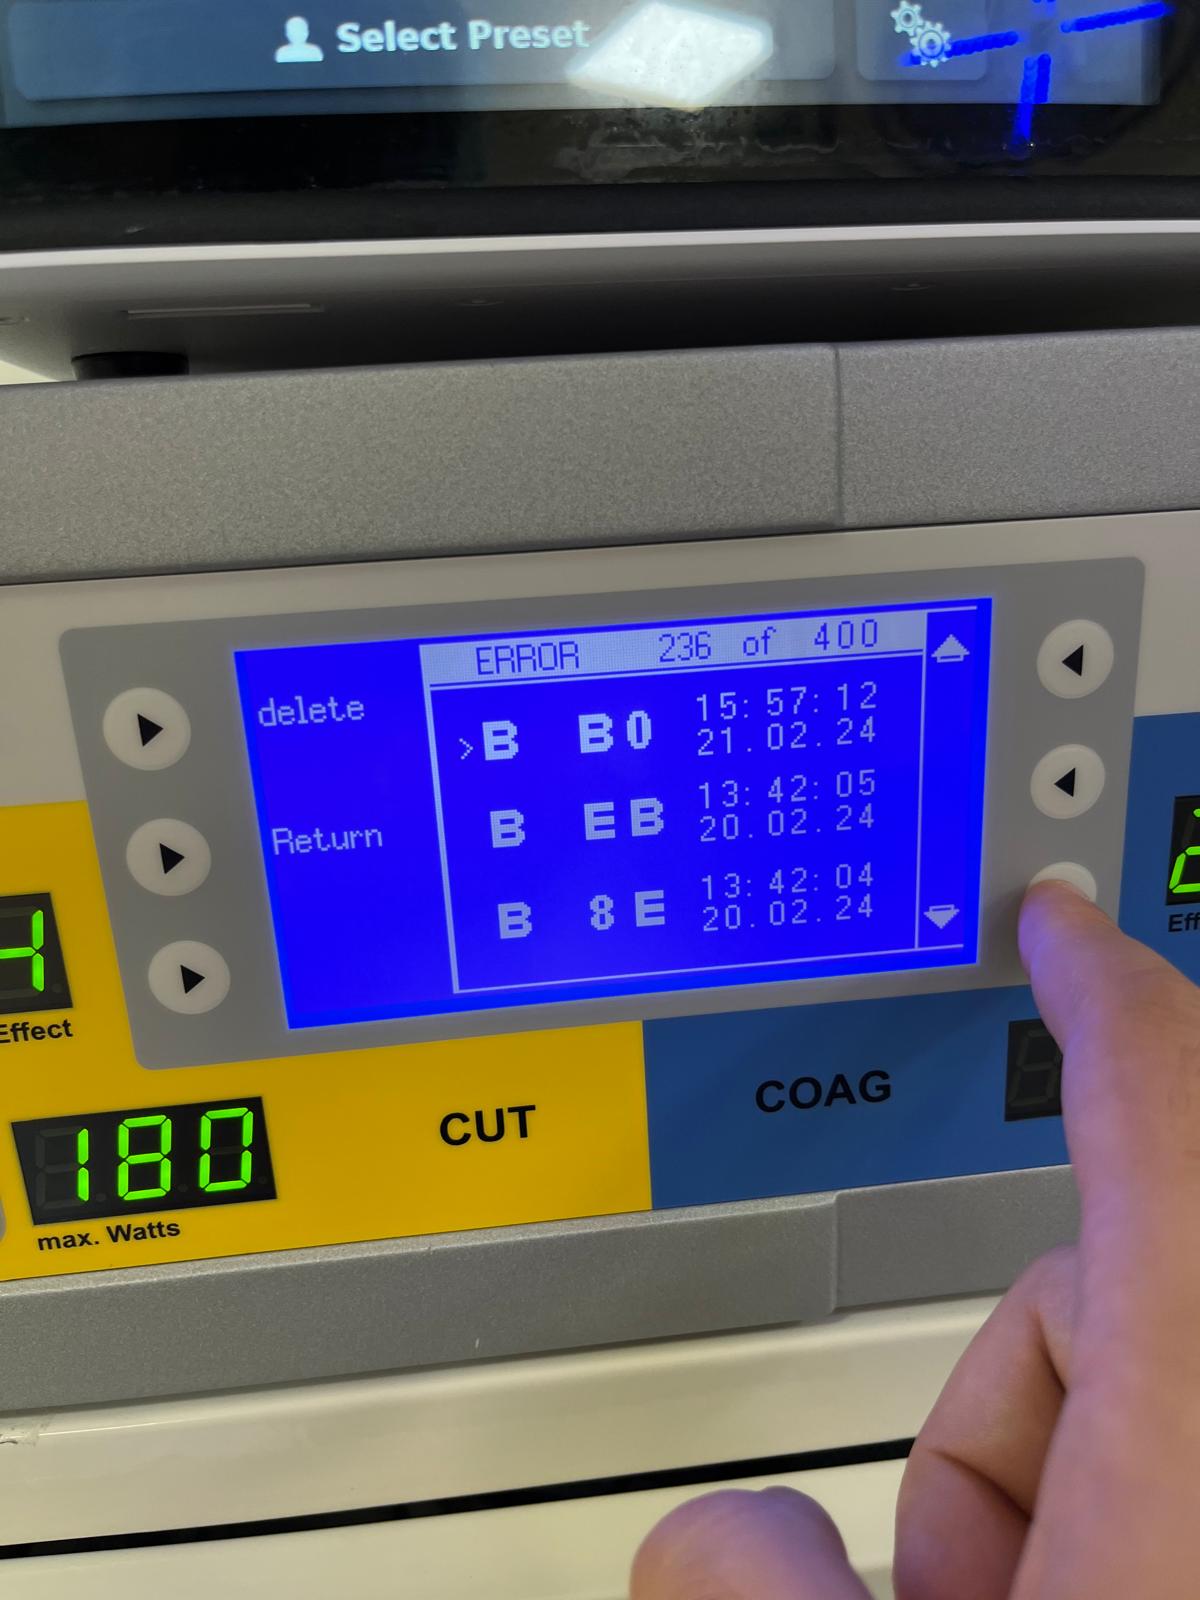 Select Preset
ERROR 236 of 400
delete
> B B0 15:57:12
21.02.24
Return
B EB 13:42:05
20.02.24
B 8E 13:42:04
20.02.24
Effect
CUT
COAG
180
max. Watts